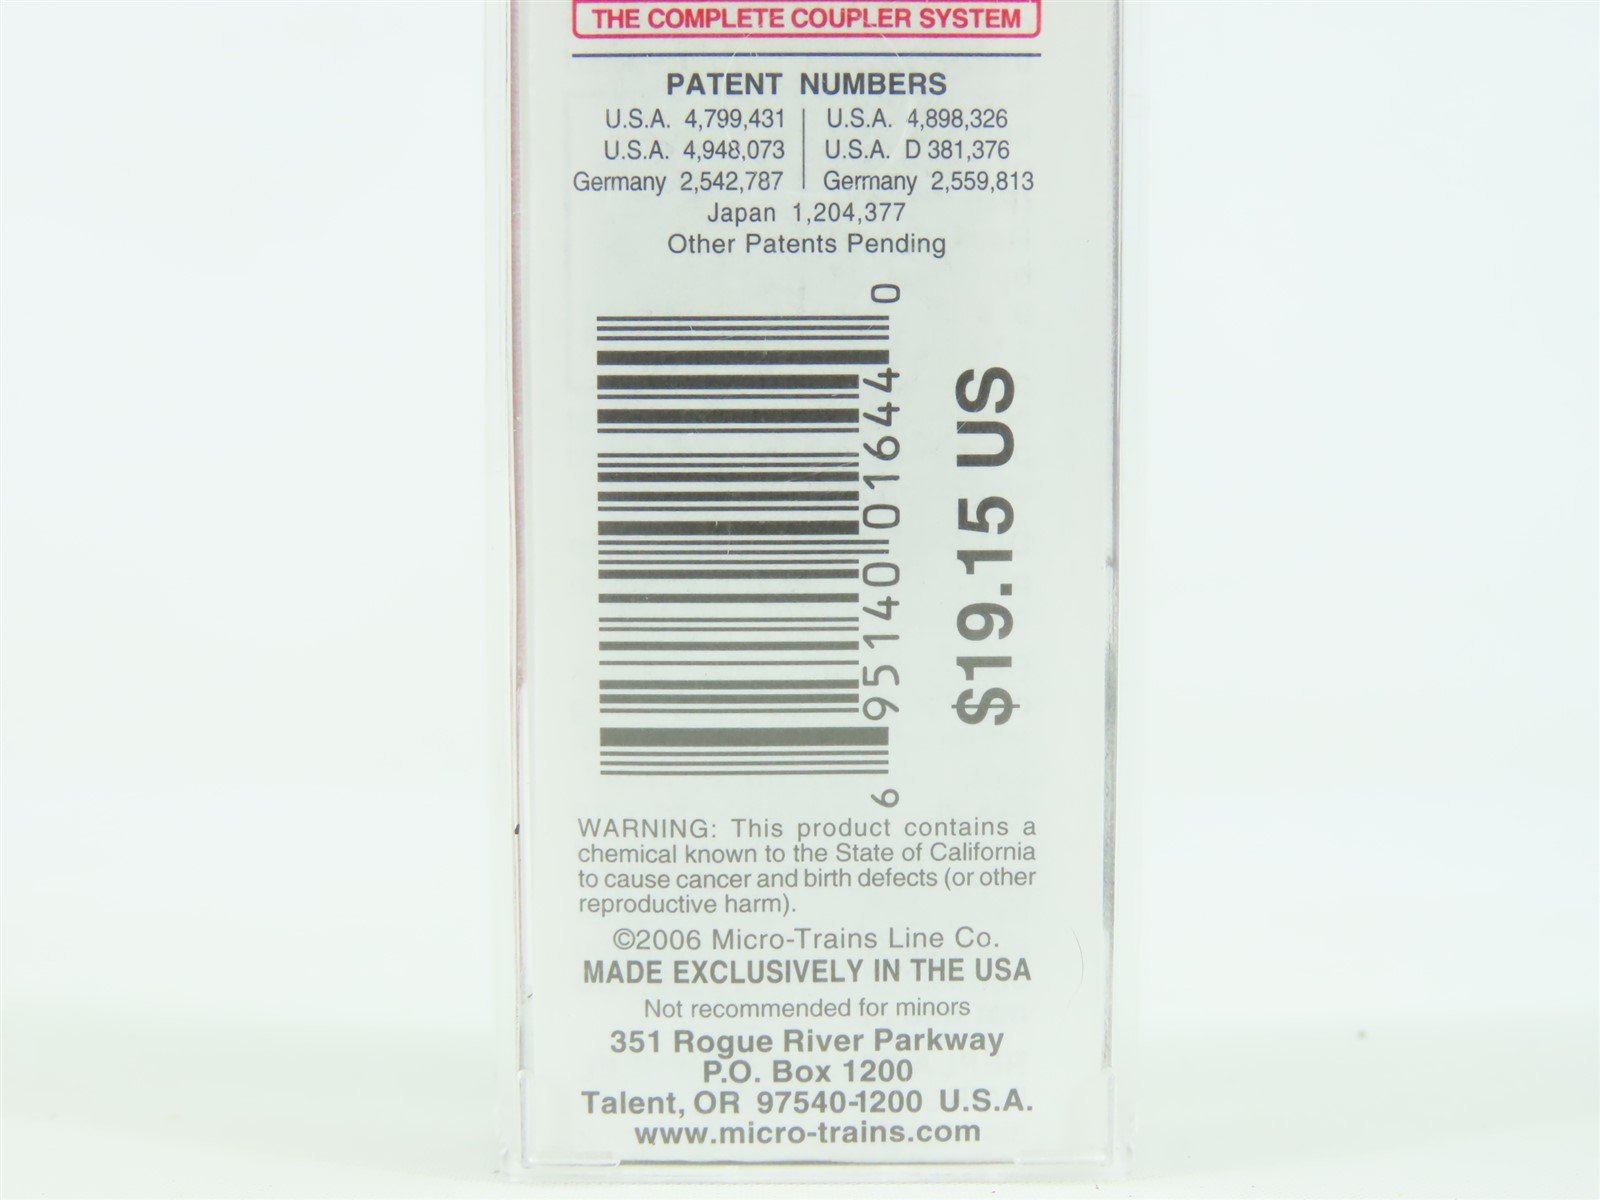 THE COMPLETE COUPLER SYSTEM
PATENT NUMBERS
U.S.A. 4,799,431 U.S.A. 4,898,326
U.S.A. 4,948,073 U.S.A. D 381,376
Germany 2,542,787 Germany 2,559,813
Japan 1,204,377
Other Patents Pending
6 95140 01644 0
$19.15 US
WARNING: This product contains a
chemical known to the State of California
to cause cancer and birth defects (or other
reproductive harm).
©2006 Micro-Trains Line Co.
MADE EXCLUSIVELY IN THE USA
Not recommended for minors
351 Rogue River Parkway
P.O. Box 1200
Talent, OR 97540-1200 U.S.A.
www.micro-trains.com